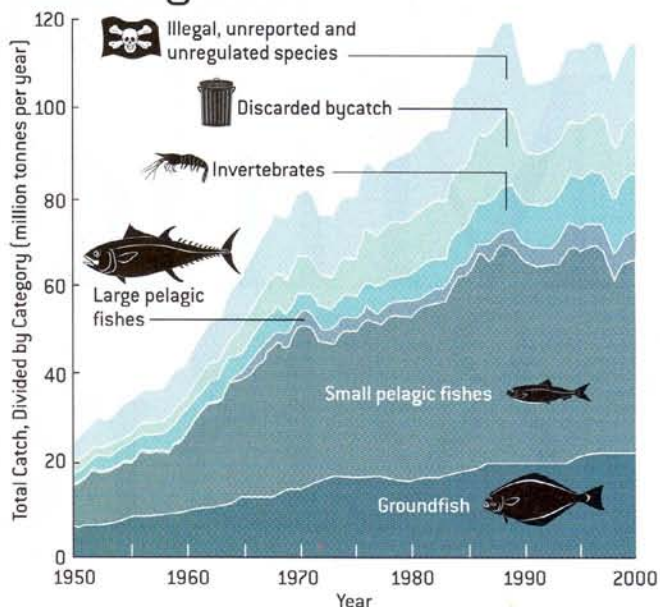 120
100
80
60
40
20
0
Total Catch, Divided by Category (million tonnes per year)
Illegal, unreported and
unregulated species
Discarded bycatch
Invertebrates
Large pelagic
fishes
Small pelagic fishes
Groundfish
1950 1960 1970 1980 1990 2000
Year